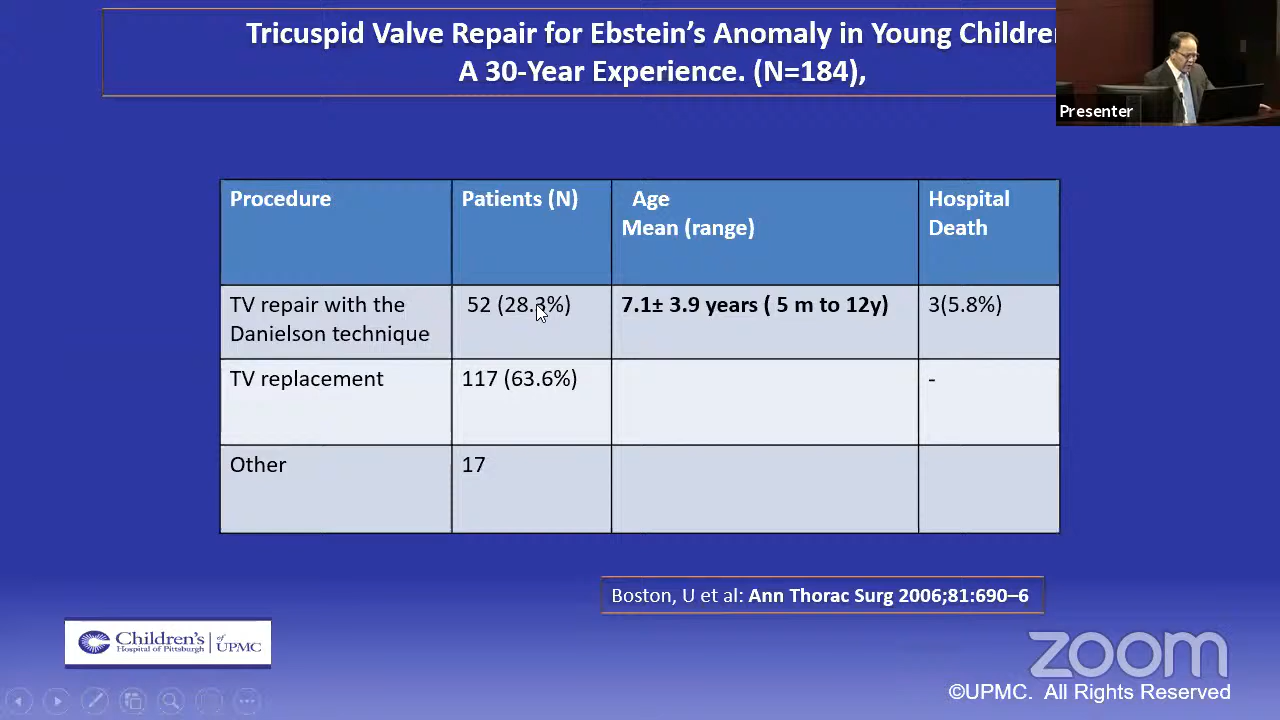 Tricuspid Valve Repair for Ebstein's Anomaly in Young Childre
A 30-Year Experience. (N=184),
Presenter
Procedure
Patients (N)
Age
Mean (range)
Hospital
Death
TV repair with the
Danielson technique
52 (28.3%)
7.1± 3.9 years ( 5 m to 12y)
3(5.8%)
TV replacement
117 (63.6%)
-
Other
17
Boston, U et al: Ann Thorac Surg 2006;81:690–6
Children's
Hospital of Pittsburgh
of
UPMC
zoom
©UPMC. All Rights Reserved